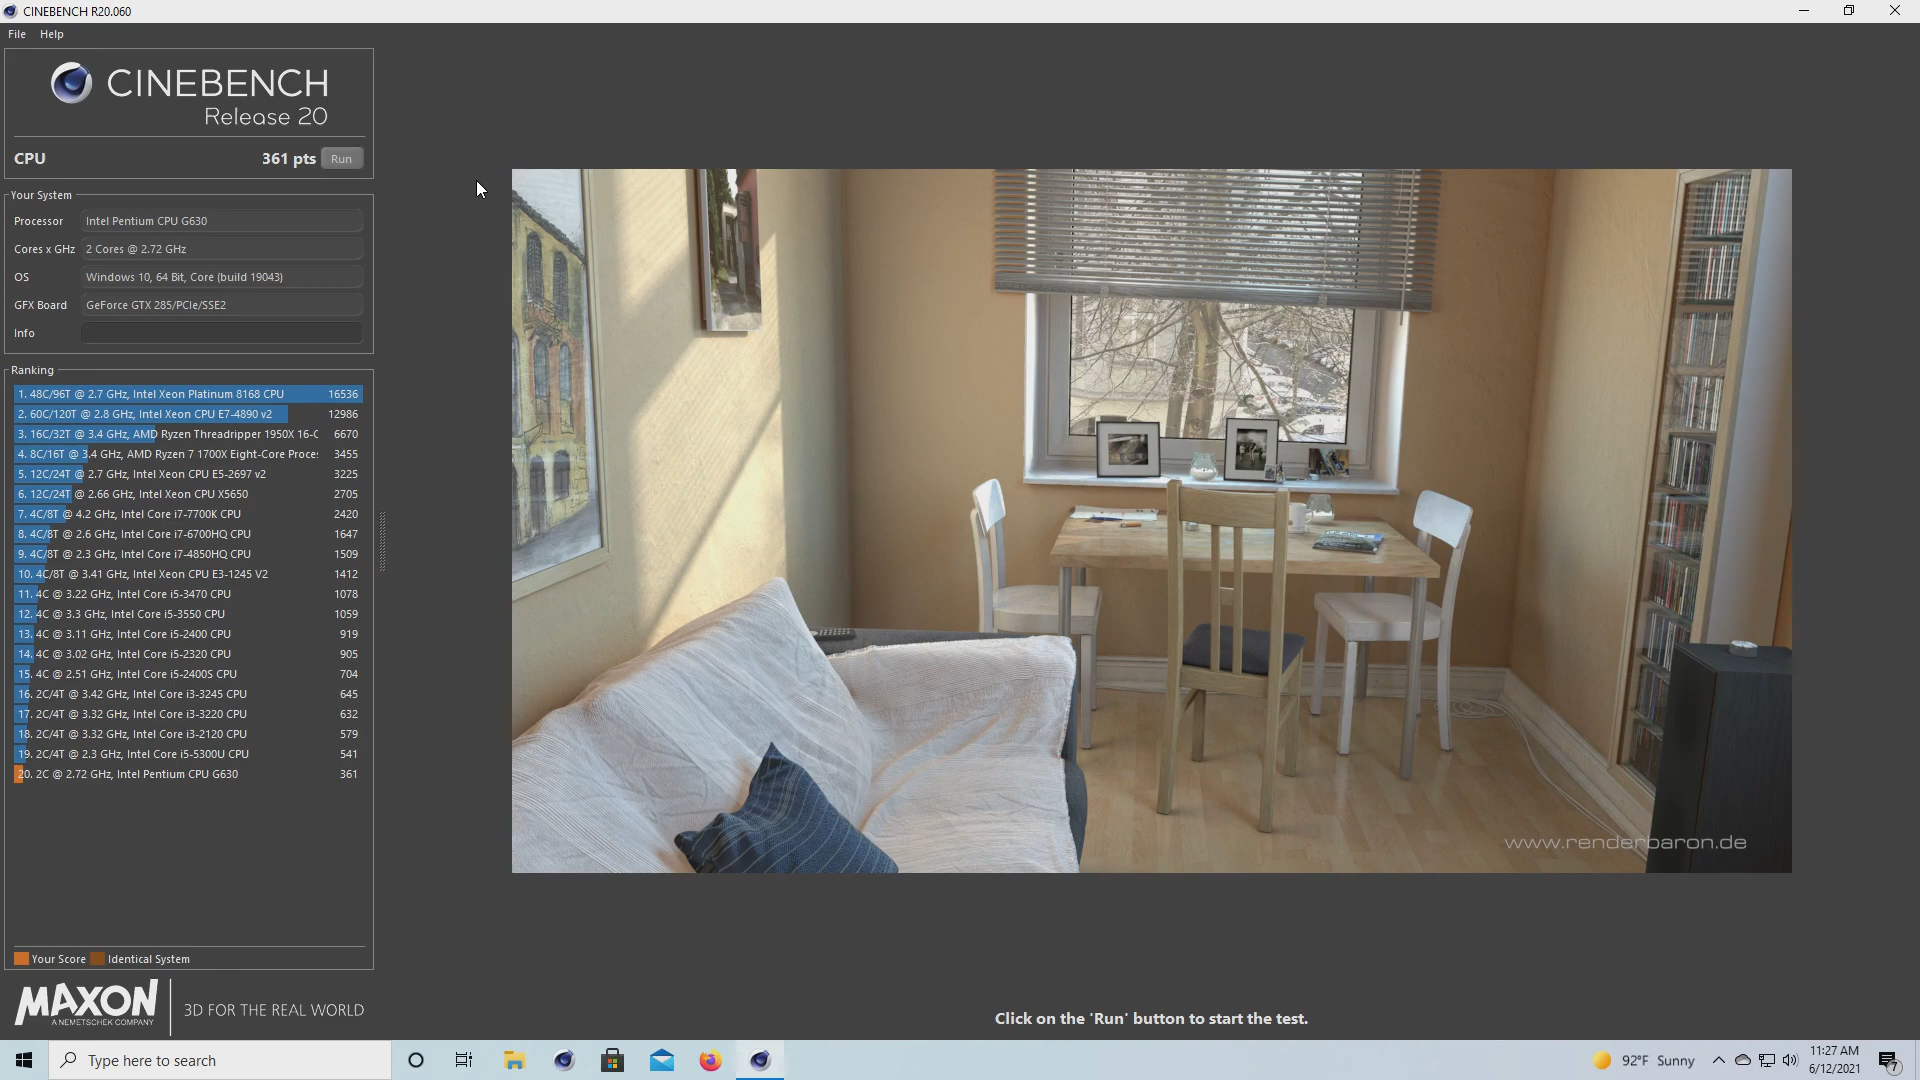 CINEBENCH R20.060
File Help
CINEBENCH
Release 20
CPU 361 pts Run
Your System
Processor Intel Pentium CPU G630
Cores x GHz 2 Cores @ 2.72 GHz
OS Windows 10, 64 Bit, Core (build 19043)
GFX Board GeForce GTX 285/PCIe/SSE2
Info
Ranking
1. 48C/96T @ 2.7 GHz, Intel Xeon Platinum 8168 CPU 16536
2. 60C/120T @ 2.8 GHz, Intel Xeon CPU E7-4890 v2 12986
3. 16C/32T @ 3.4 GHz, AMD Ryzen Threadripper 1950X 16-C 6670
4. 8C/16T @ 3.4 GHz, AMD Ryzen 7 1700X Eight-Core Proces 3455
5. 12C/24T @ 2.7 GHz, Intel Xeon CPU E5-2697 v2 3225
6. 12C/24T @ 2.66 GHz, Intel Xeon CPU X5650 2705
7. 4C/8T @ 4.2 GHz, Intel Core i7-7700K CPU 2420
8. 4C/8T @ 2.6 GHz, Intel Core i7-6700HQ CPU 1647
9. 4C/8T @ 2.3 GHz, Intel Core i7-4850HQ CPU 1509
10. 4C/8T @ 3.41 GHz, Intel Xeon CPU E3-1245 V2 1412
11. 4C @ 3.22 GHz, Intel Core i5-3470 CPU 1078
12. 4C @ 3.3 GHz, Intel Core i5-3550 CPU 1059
13. 4C @ 3.11 GHz, Intel Core i5-2400 CPU 919
14. 4C @ 3.02 GHz, Intel Core i5-2320 CPU 905
15. 4C @ 2.51 GHz, Intel Core i5-2400S CPU 704
16. 2C/4T @ 3.42 GHz, Intel Core i3-3245 CPU 645
17. 2C/4T @ 3.32 GHz, Intel Core i3-3220 CPU 632
18. 2C/4T @ 3.32 GHz, Intel Core i3-2120 CPU 579
19. 2C/4T @ 2.3 GHz, Intel Core i5-5300U CPU 541
20. 2C @ 2.72 GHz, Intel Pentium CPU G630 361
Your Score Identical System
MAXON
A NEMETSCHEK COMPANY
3D FOR THE REAL WORLD
www.renderbaron.de
Click on the 'Run' button to start the test.
Type here to search
92°F Sunny
11:27 AM
6/12/2021
7